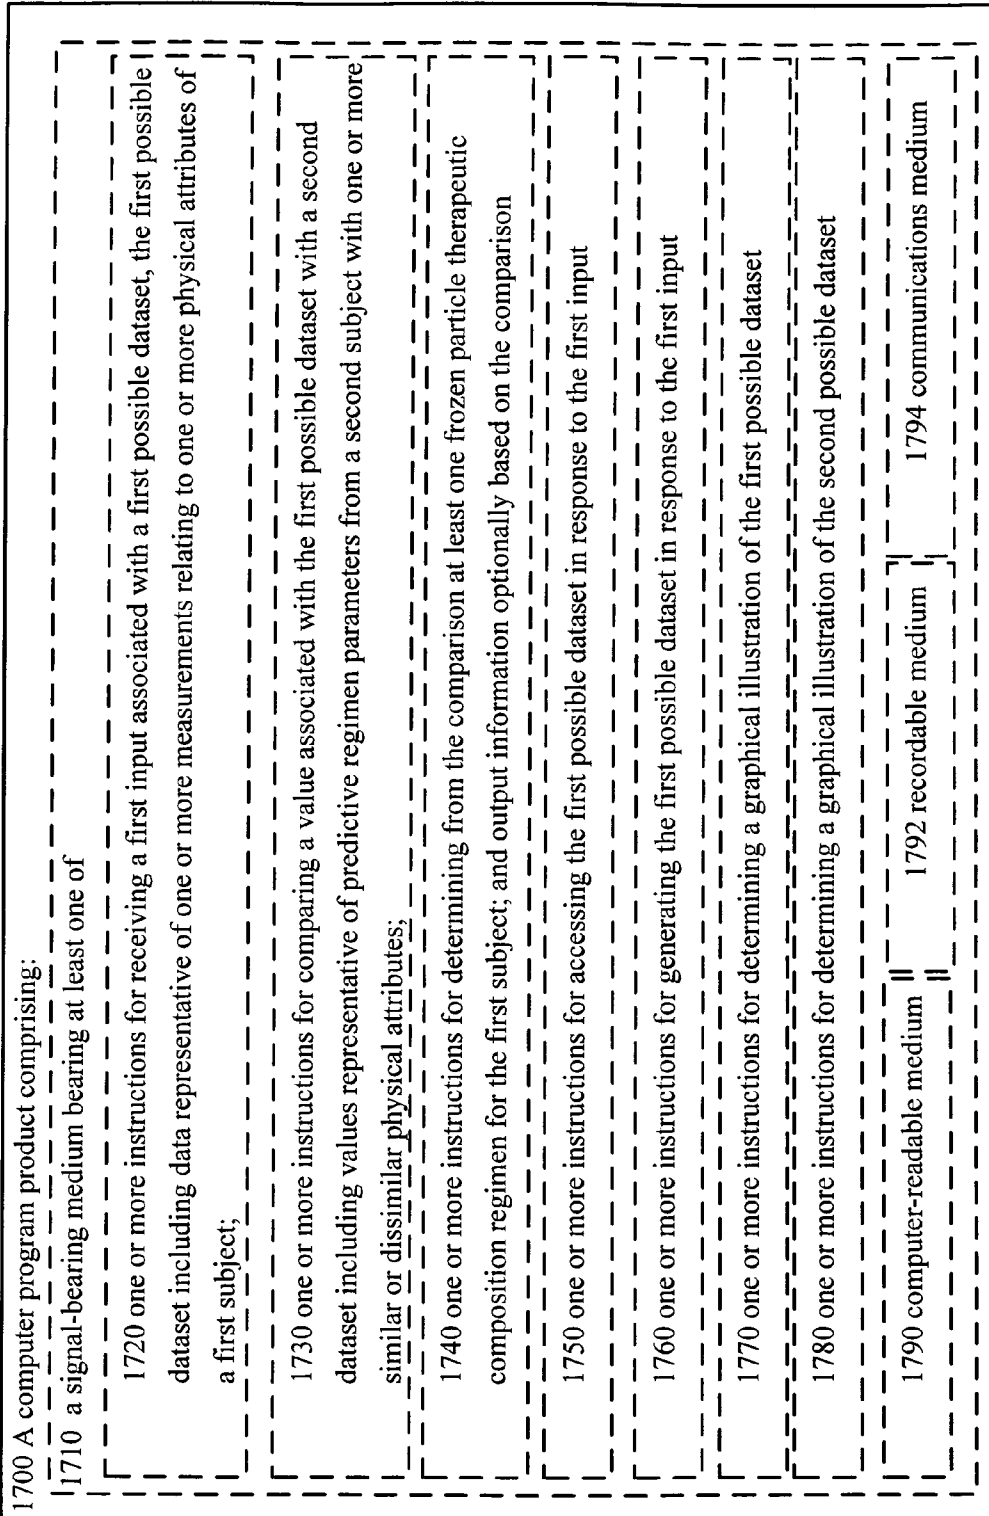 1700 A computer program product comprising:
1710 a signal-bearing medium bearing at least one of
1720 one or more instructions for receiving a first input associated with a first possible dataset, the first possible
dataset including data representative of one or more measurements relating to one or more physical attributes of
a first subject;
1730 one or more instructions for comparing a value associated with the first possible dataset with a second
dataset including values representative of predictive regimen parameters from a second subject with one or more
similar or dissimilar physical attributes;
1740 one or more instructions for determining from the comparison at least one frozen particle therapeutic
composition regimen for the first subject; and output information optionally based on the comparison
1750 one or more instructions for accessing the first possible dataset in response to the first input
1760 one or more instructions for generating the first possible dataset in response to the first input
1770 one or more instructions for determining a graphical illustration of the first possible dataset
1780 one or more instructions for determining a graphical illustration of the second possible dataset
1790 computer-readable medium
1792 recordable medium
1794 communications medium